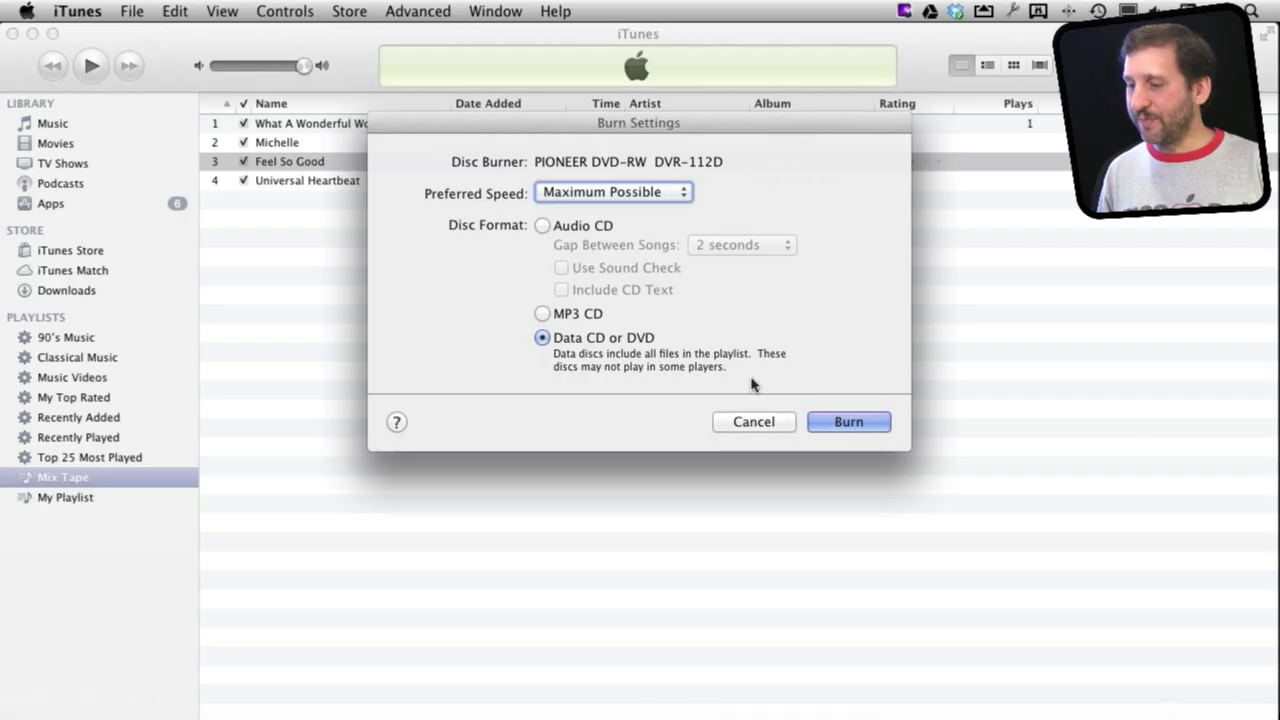 iTunes File Edit View Controls Store Advanced Window Help
iTunes
LIBRARY
Music
Movies
TV Shows
Podcasts
Apps 6
STORE
iTunes Store
iTunes Match
Downloads
PLAYLISTS
90's Music
Classical Music
Music Videos
My Top Rated
Recently Added
Recently Played
Top 25 Most Played
Mix Tape
My Playlist
Name Date Added Time Artist Album Rating Plays
1 What A Wonderful 1
2 Michelle
3 Feel So Good
4 Universal Heartbeat
Burn Settings
Disc Burner: PIONEER DVD-RW DVR-112D
Preferred Speed: Maximum Possible
Disc Format: Audio CD
Gap Between Songs: 2 seconds
Use Sound Check
Include CD Text
MP3 CD
Data CD or DVD
Data discs include all files in the playlist. These
discs may not play in some players.
? Cancel Burn